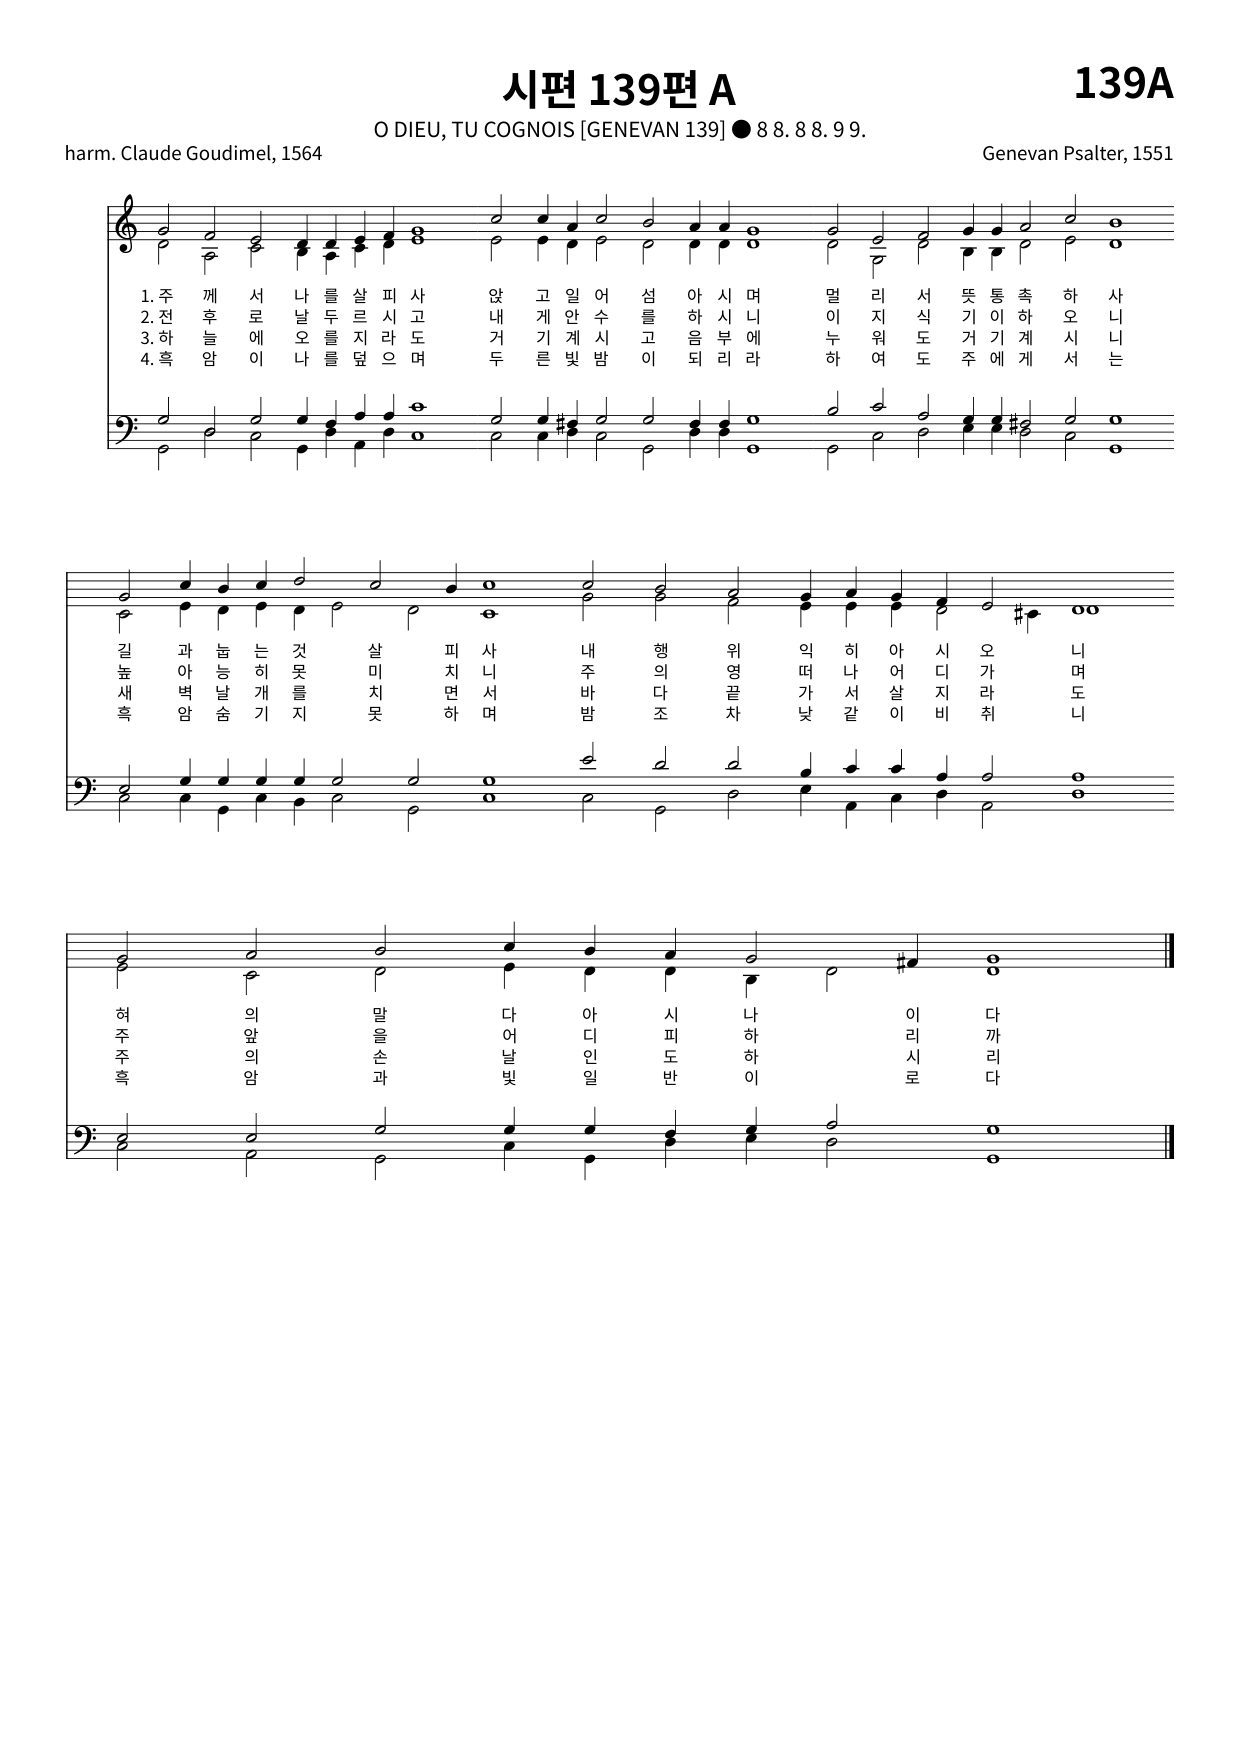 시편 139편 A
139A
O DIEU, TU COGNOIS [GENEVAN 139] ● 8 8. 8 8. 9 9.
harm. Claude Goudimel, 1564
Genevan Psalter, 1551
1. 주 께 서 나 를 살 피 사 앉 고 일 어 섬 아 시 며 멀 리 서 뜻 통 촉 하 사
2. 전 후 로 날 두 르 시 고 내 게 안 수 를 하 시 니 이 지 식 기 이 하 오 니
3. 하 늘 에 오 를 지 라 도 거 기 계 시 고 음 부 에 누 워 도 거 기 계 시 니
4. 흑 암 이 나 를 덮 으 며 두 른 빛 밤 이 되 리 라 하 여 도 주 에 게 서 는
길 과 눕 는 것 살 피 사 내 행 위 익 히 아 시 오 니
높 아 능 히 못 미 치 니 주 의 영 떠 나 어 디 가 며
새 벽 날 개 를 치 면 서 바 다 끝 가 서 살 지 라 도
흑 암 숨 기 지 못 하 며 밤 조 차 낮 같 이 비 취 니
혀 의 말 다 아 시 나 이 다
주 앞 을 어 디 피 하 리 까
주 의 손 날 인 도 하 시 리
흑 암 과 빛 일 반 이 로 다